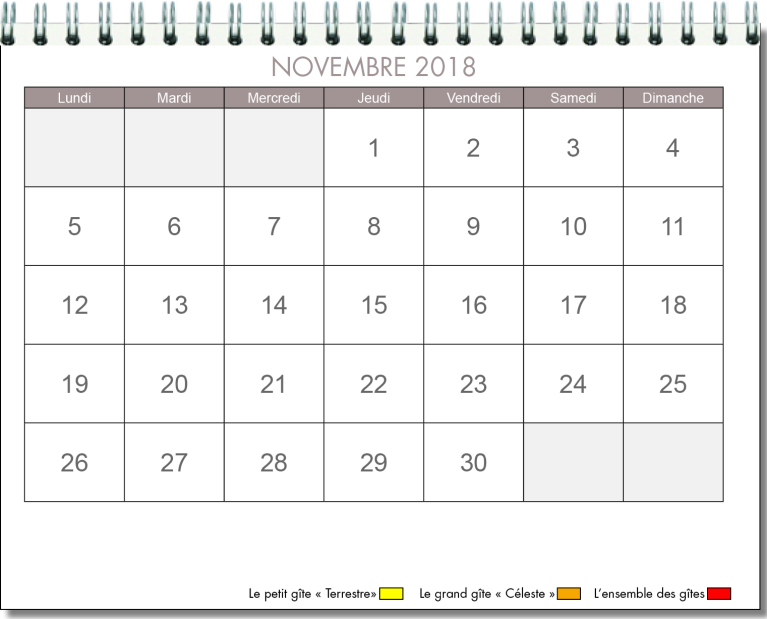 NOVEMBRE 2018
Lundi Mardi Mercredi Jeudi Vendredi Samedi Dimanche
1 2 3 4
5 6 7 8 9 10 11
12 13 14 15 16 17 18
19 20 21 22 23 24 25
26 27 28 29 30
Le petit gîte « Terrestre» Le grand gîte « Céleste » L'ensemble des gîtes